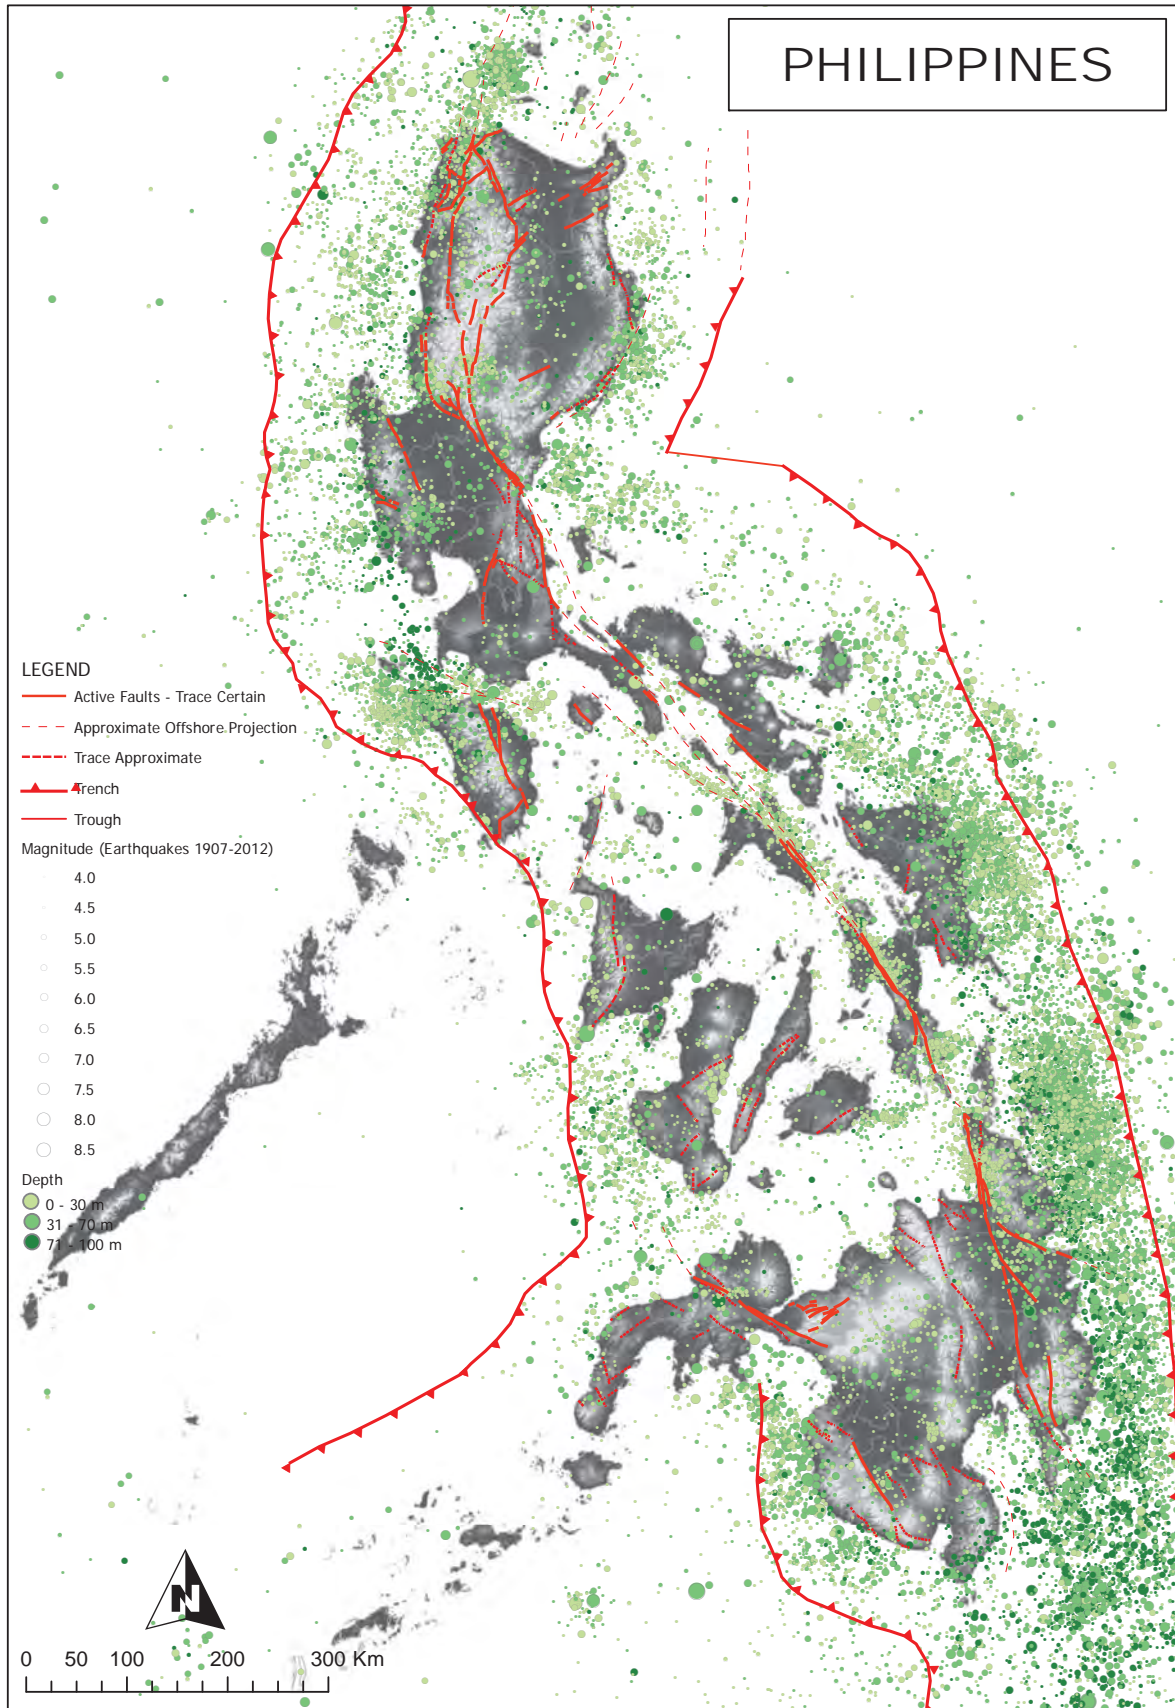 PHILIPPINES
LEGEND
Active Faults - Trace Certain
Approximate Offshore Projection
Trace Approximate
Trench
Trough
Magnitude (Earthquakes 1907-2012)
4.0
4.5
5.0
5.5
6.0
6.5
7.0
7.5
8.0
8.5
Depth
0 - 30 m
31 - 70 m
71 - 100 m
N
0 50 100 200 300 Km